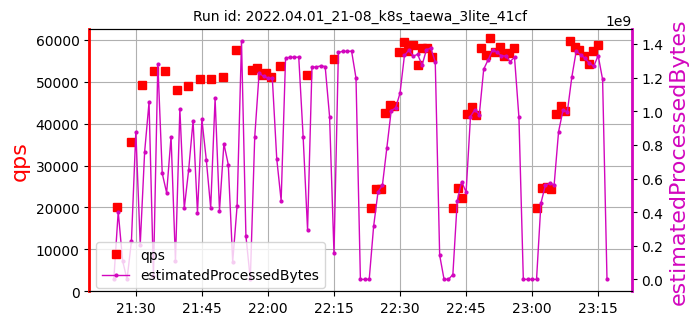 Run id: 2022.04.01_21-08_k8s_taewa_3lite_41cf
1e9
60000
50000
40000
30000
20000
10000
0
qps
1.4
1.2
1.0
0.8
0.6
0.4
0.2
0.0
estimatedProcessedBytes
qps
estimatedProcessedBytes
21:30 21:45 22:00 22:15 22:30 22:45 23:00 23:15